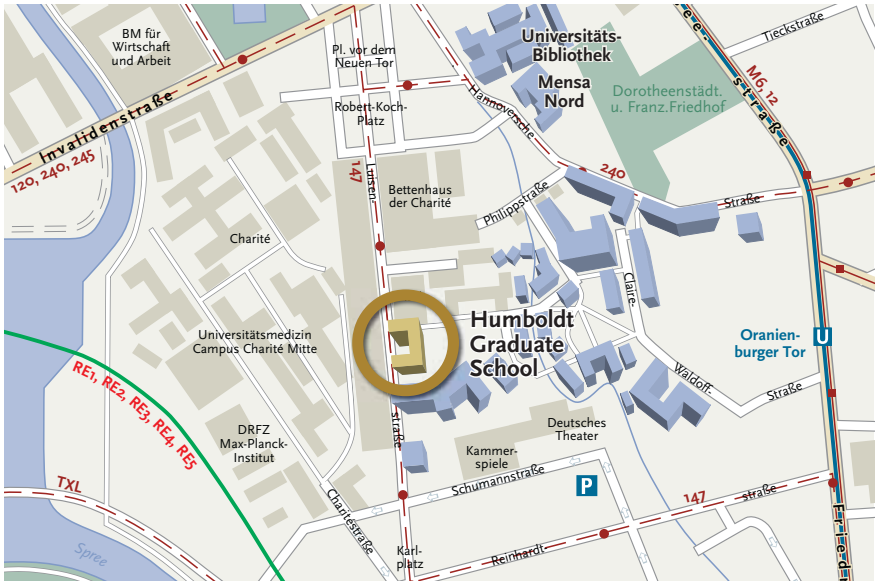 BM für
Wirtschaft
und Arbeit
Pl. vor dem
Neuen Tor
Universitäts-
Bibliothek
Mensa
Nord
Tieckstraße
ee-
straße
M6, 12
Dorotheenstädt.
u. Franz.Friedhof
Robert-Koch-
Platz
Hannoversche
Invalidenstraße
120, 240, 245
147
Luisen-
240
Bettenhaus
der Charité
Philippstraße
Straße
Charité
Claire-
Universitätsmedizin
Campus Charité Mitte
Humboldt
Graduate
School
Oranien-
burger Tor
U
RE1, RE2, RE3, RE4, RE5
Waldoff-
Straße
straße
DRFZ
Max-Planck-
Institut
Deutsches
Theater
Kammer-
spiele
TXL
Schumannstraße
P
147
straße
Charitéstraße
Spree
Karl-
platz
Reinhardt-
Fried